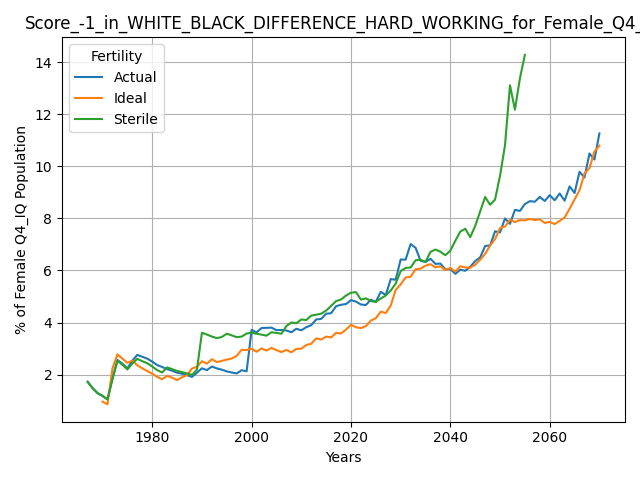 Score_-1_in_WHITE_BLACK_DIFFERENCE_HARD_WORKING_for_Female_Q4_
Fertility
Actual
Ideal
Sterile
% of Female Q4_IQ Population
14
12
10
8
6
4
2
1980
2000
2020
2040
2060
Years